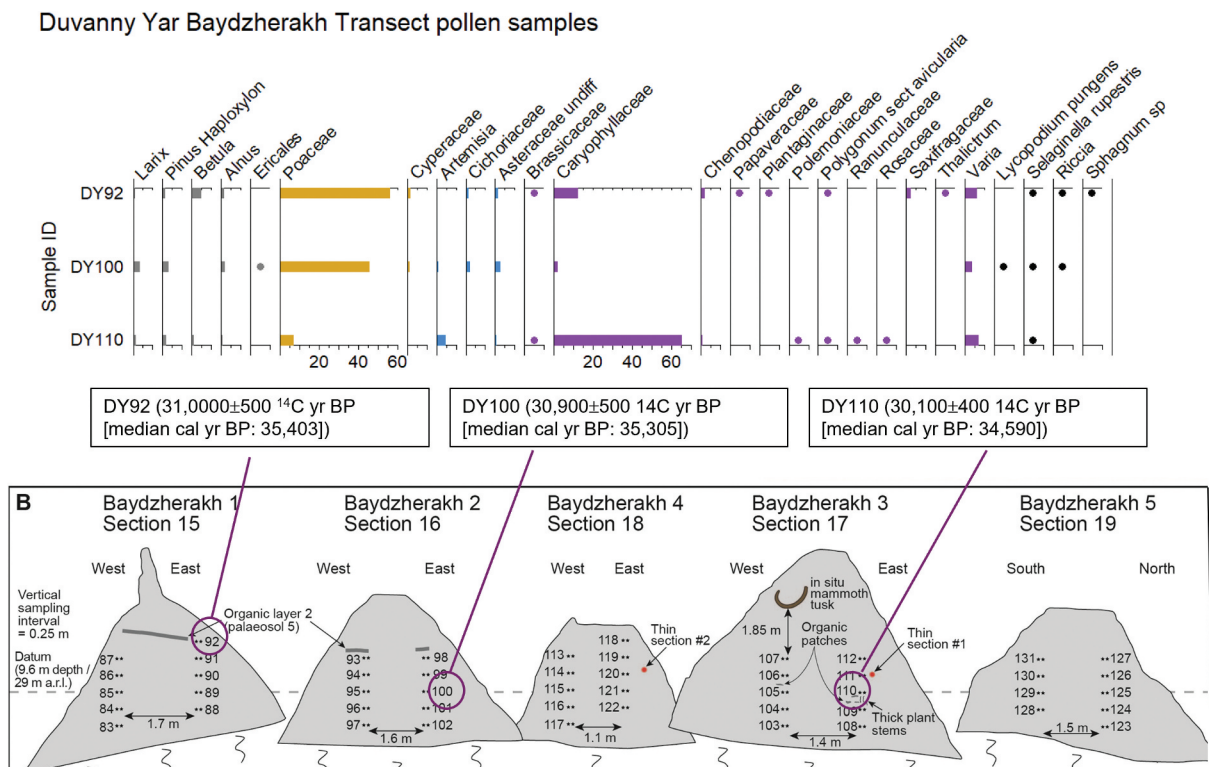 Duvanny Yar Baydzherakh Transect pollen samples
Larix
Pinus Haploxylon
Betula
Alnus
Ericales
Poaceae
Cyperaceae
Artemisia
Cichoriaceae
Asteraceae undiff
Brassicaceae
Caryophyllaceae
Chenopodiaceae
Papaveraceae
Plantaginaceae
Polemoniaceae
Polygonum sect avicularia
Ranunculaceae
Rosaceae
Saxifragaceae
Thalictrum
Varia
Lycopodium pungens
Selaginella rupestris
Riccia
Sphagnum sp
Sample ID
DY92
DY100
DY110
20 40 60
20 40 60
DY92 (31,0000±500 ¹⁴C yr BP
[median cal yr BP: 35,403])
DY100 (30,900±500 14C yr BP
[median cal yr BP: 35,305])
DY110 (30,100±400 14C yr BP
[median cal yr BP: 34,590])
B
Baydzherakh 1
Section 15
West East
Vertical
sampling
interval
= 0.25 m
Datum
(9.6 m depth /
29 m a.r.l.)
Organic layer 2
(palaeosol 5)
92
87 91
86 90
85 89
84 88
83
1.7 m
Baydzherakh 2
Section 16
West East
93 98
94 99
95 100
96 101
97 102
1.6 m
Baydzherakh 4
Section 18
West East
118
113 119
114 120
115 121
116 122
117
1.1 m
Thin
section #2
Baydzherakh 3
Section 17
West East
in situ
mammoth
tusk
1.85 m
Organic
patches
Thin
section #1
107 112
106 111
105 110
104 109
103 108
Thick plant
stems
1.4 m
Baydzherakh 5
Section 19
South North
131 127
130 126
129 125
128 124
123
1.5 m